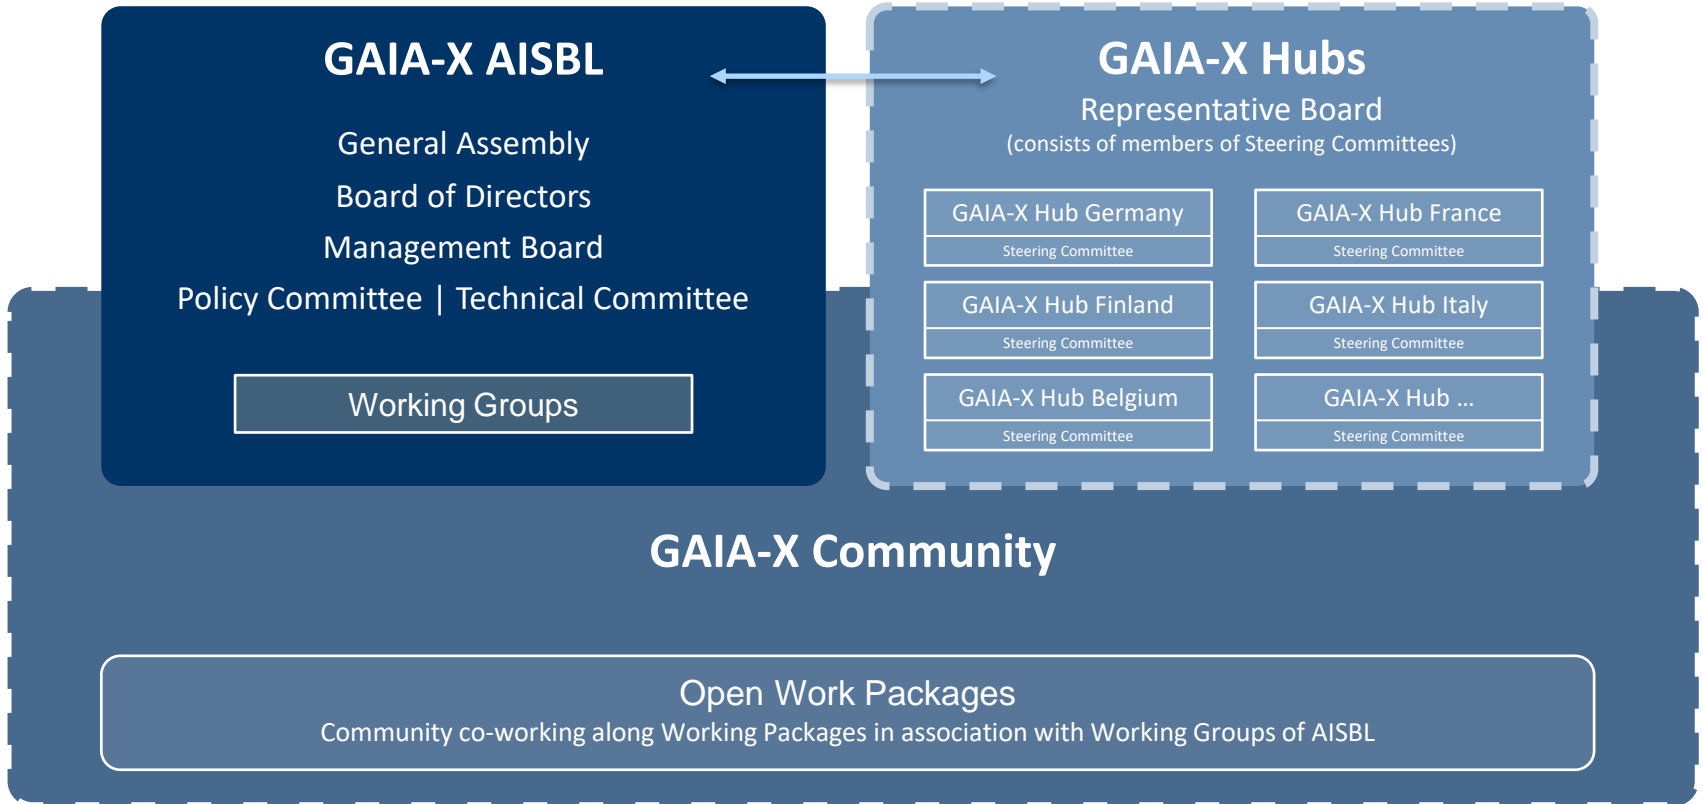 GAIA-X AISBL
General Assembly
Board of Directors
Management Board
Policy Committee | Technical Committee
Working Groups
GAIA-X Hubs
Representative Board
(consists of members of Steering Committees)
GAIA-X Hub Germany
Steering Committee
GAIA-X Hub France
Steering Committee
GAIA-X Hub Finland
Steering Committee
GAIA-X Hub Italy
Steering Committee
GAIA-X Hub Belgium
Steering Committee
GAIA-X Hub ...
Steering Committee
GAIA-X Community
Open Work Packages
Community co-working along Working Packages in association with Working Groups of AISBL